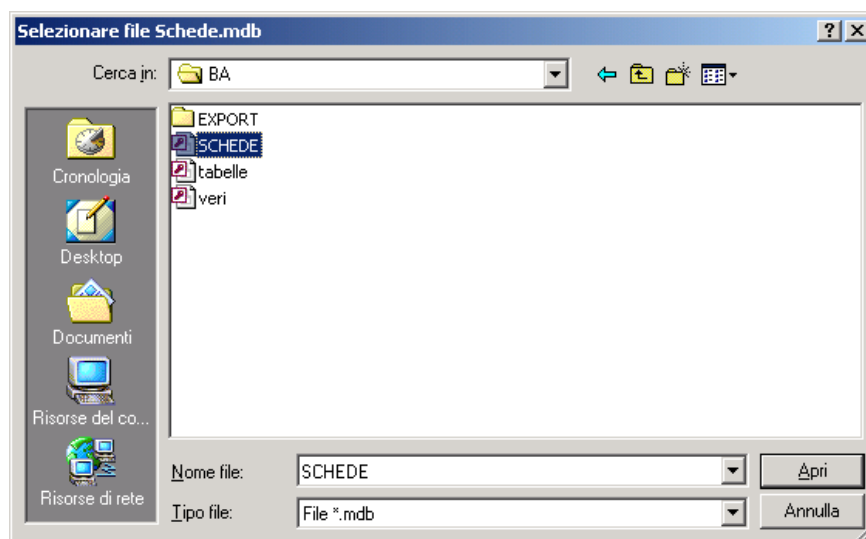 Selezionare file Schede.mdb
Cerca in:
BA
EXPORT
SCHEDE
tabelle
veri
Cronologia
Desktop
Documenti
Risorse del co...
Risorse di rete
Nome file:
SCHEDE
Apri
Tipo file:
File *.mdb
Annulla